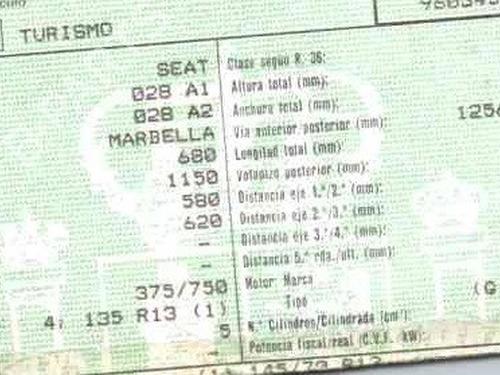 TURISMO
SEAT Clase según R. 36:
028 A1 Altura total (mm):
028 A2 Anchura total (mm):
MARBELLA Vía anterior posterior (mm): 
680 Longitud total (mm):
1150 Voladizo posterior (mm):
580 Distancia eje 1.º/2.º (mm):
620 Distancia eje 2.º/3.º (mm):
- Distancia eje 3.º/4.º (mm):
- Distancia 5.ª rda./ult. (mm):
375/750 Motor: Marca
4, 135 R13 (1) Tipo (G
5 N.º Cilindros/Cilindrada (cm³):
- Potencia fiscal/real (C.V.F. kW):
145/70 R13